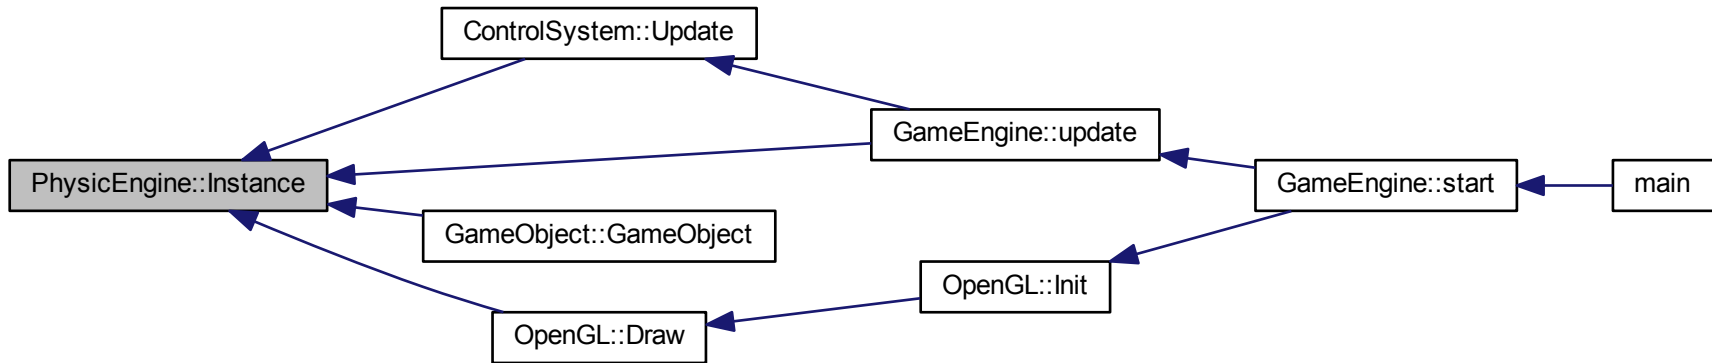 ControlSystem::Update
GameEngine::update
PhysicEngine::Instance
GameEngine::start
main
GameObject::GameObject
OpenGL::Init
OpenGL::Draw